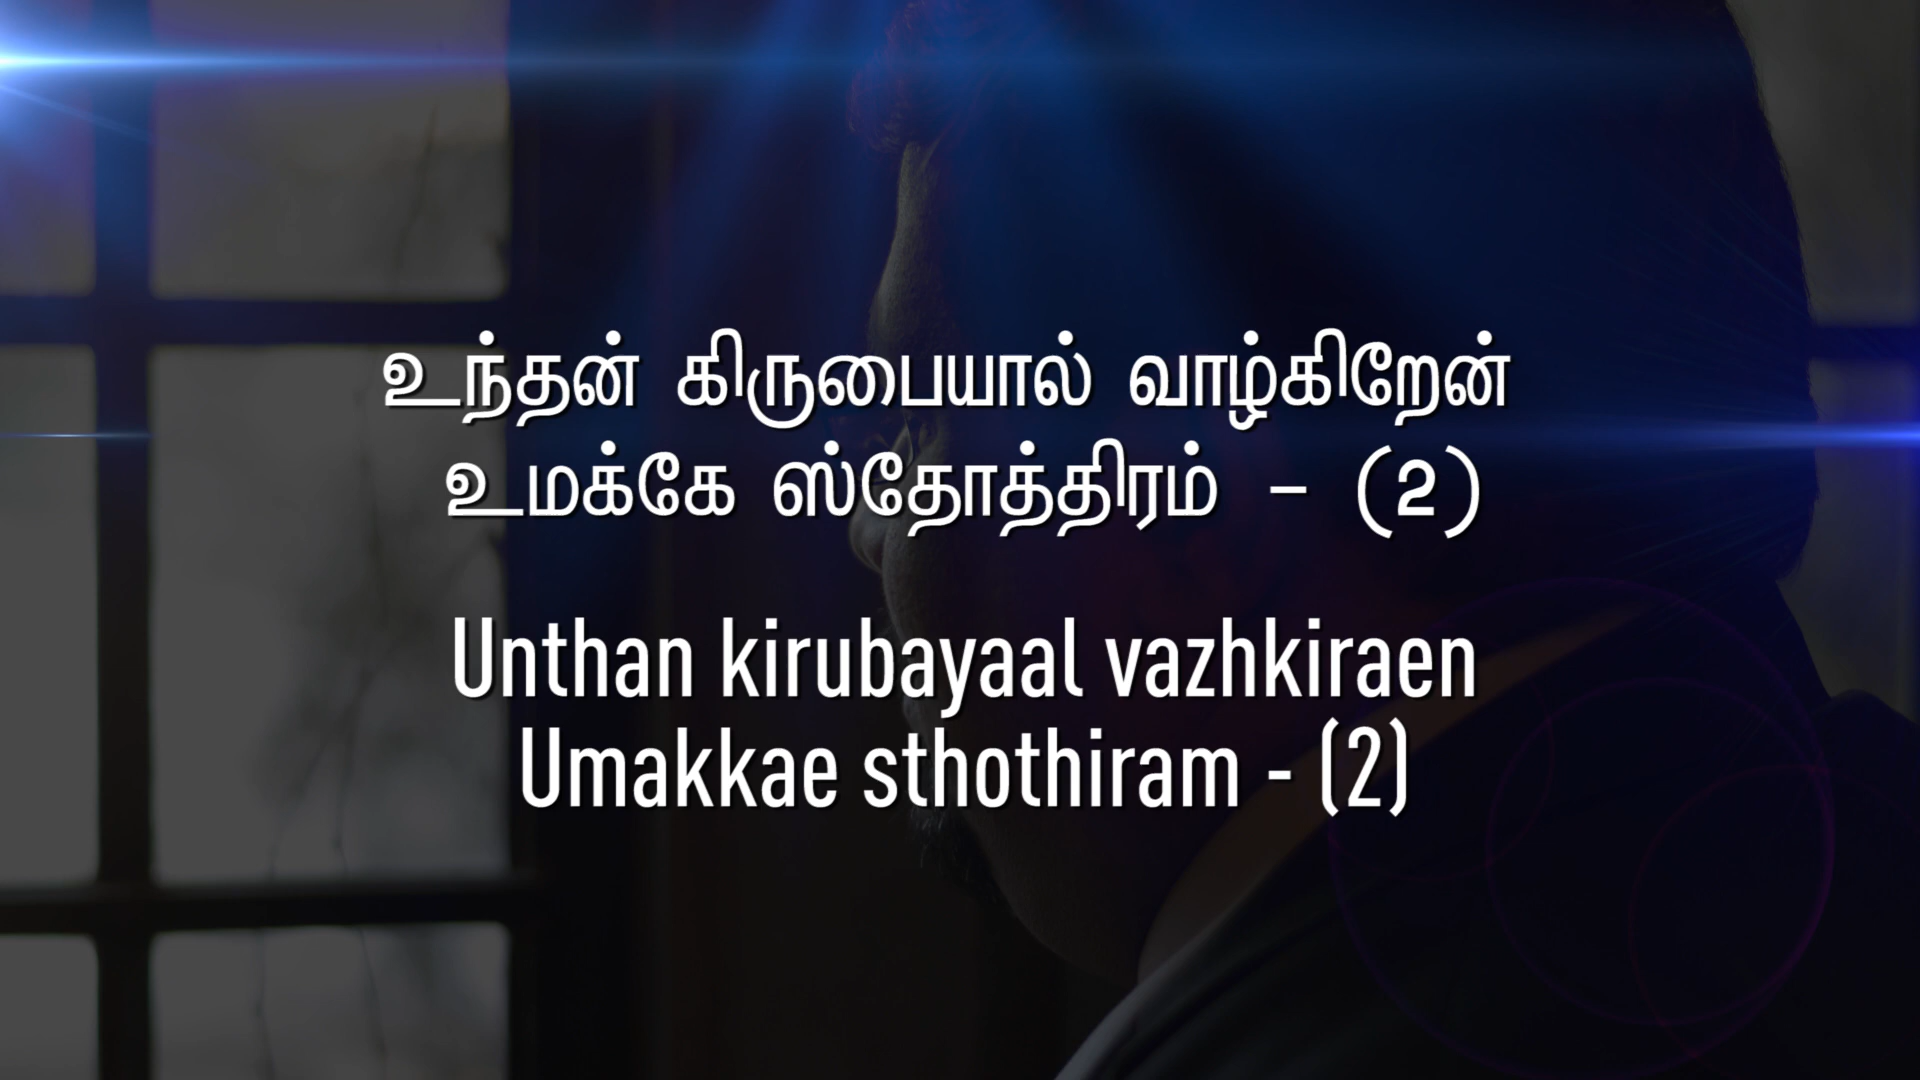 உந்தன் கிருபையால் வாழ்கிறேன்
உமக்கே ஸ்தோத்திரம் – (2)
Unthan kirubayaal vazhkiraen
Umakkae sthothiram - (2)